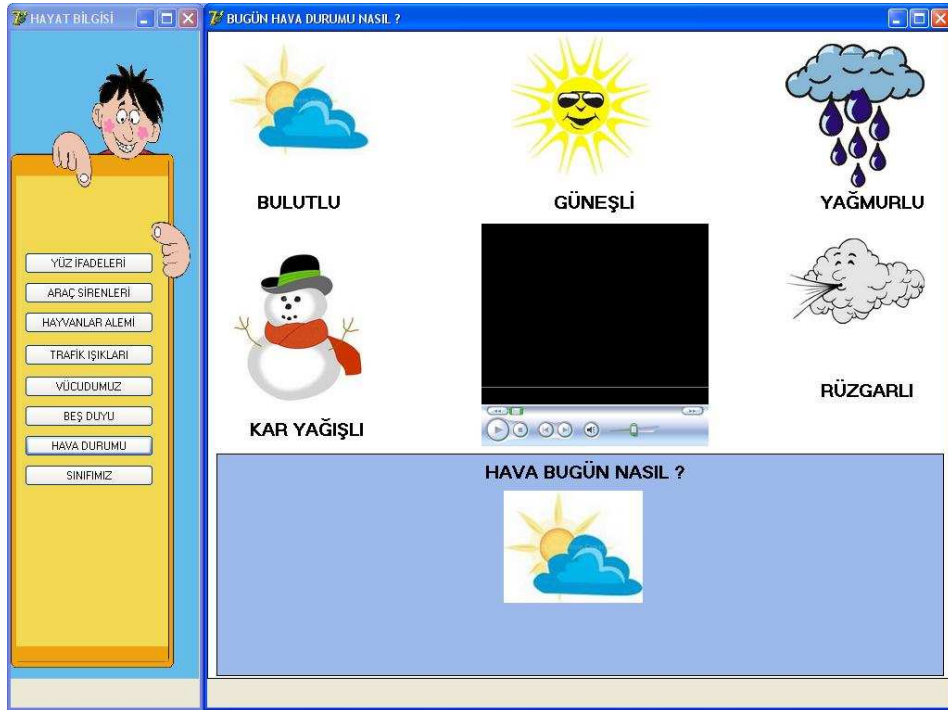 HAYAT BİLGİSİ
YÜZ İFADELERİ
ARAÇ SİRENLERİ
HAYVANLAR ALEMİ
TRAFİK IŞIKLARI
VÜCUDUMUZ
BEŞ DUYU
HAVA DURUMU
SINIFIMIZ
BUGÜN HAVA DURUMU NASIL ?
BULUTLU
GÜNEŞLİ
YAĞMURLU
KAR YAĞIŞLI
RÜZGARLI
HAVA BUGÜN NASIL ?